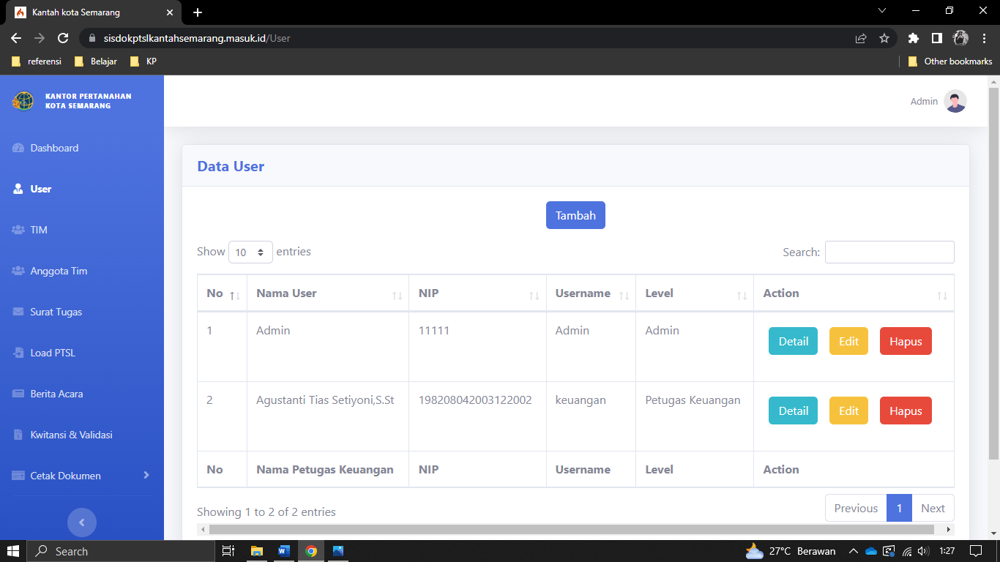 Kantah kota Semarang
sisdokptslkantahsemarang.masuk.id/User
referensi Belajar KP Other bookmarks
KANTOR PERTANAHAN
KOTA SEMARANG
Admin
Dashboard
User
TIM
Anggota Tim
Surat Tugas
Load PTSL
Berita Acara
Kwitansi & Validasi
Cetak Dokumen
Data User
Tambah
Show 10 entries Search:
No Nama User NIP Username Level Action
1 Admin 11111 Admin Admin Detail Edit Hapus
2 Agustanti Tias Setiyoni,S.St 198208042003122002 keuangan Petugas Keuangan Detail Edit Hapus
No Nama Petugas Keuangan NIP Username Level Action
Showing 1 to 2 of 2 entries Previous 1 Next
Search 27°C Berawan 1:27